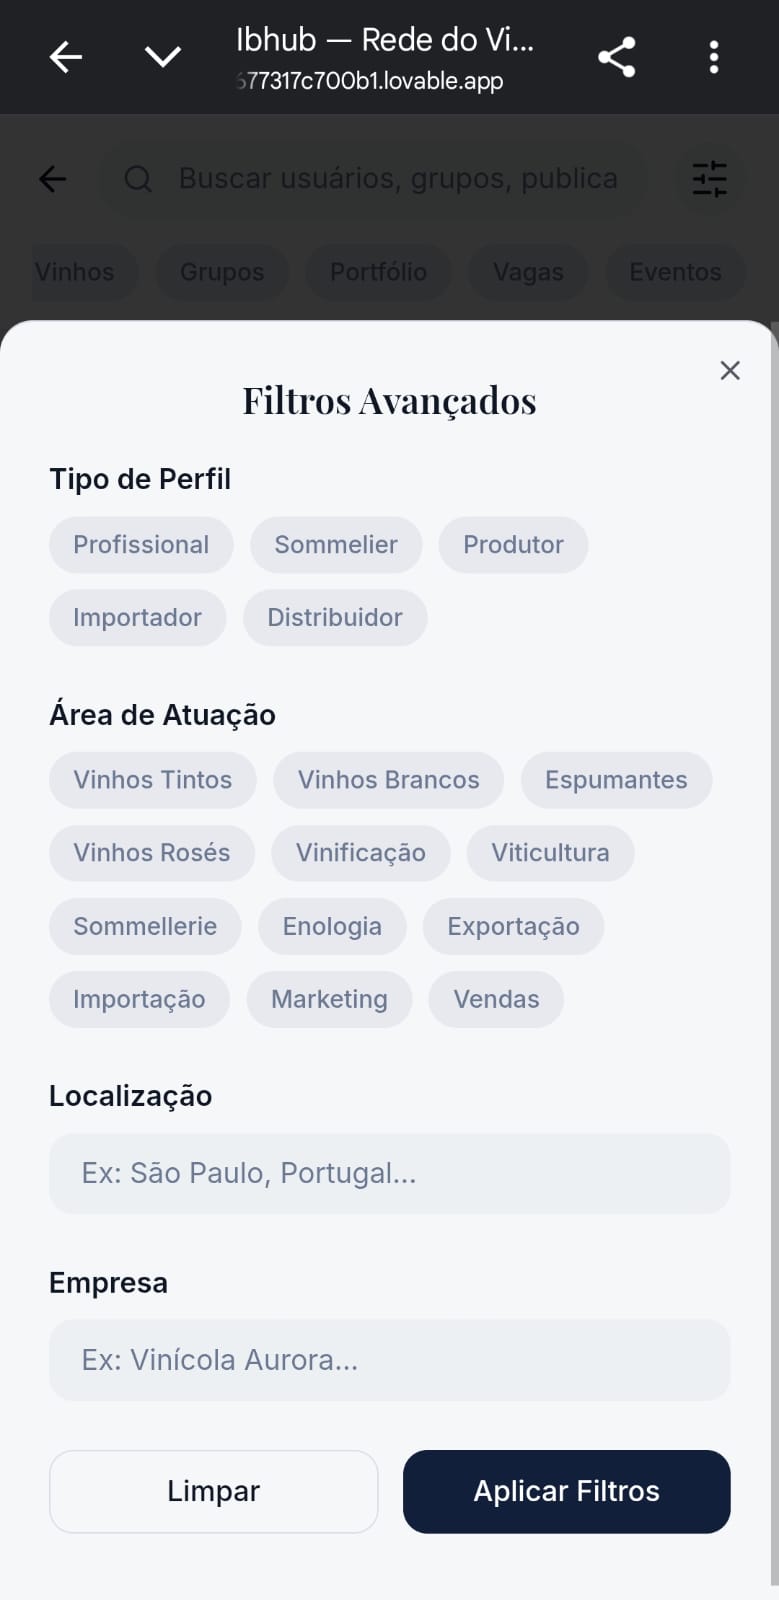 Ibhub — Rede do Vi...
677317c700b1.lovable.app
Buscar usuários, grupos, publica
Vinhos Grupos Portfólio Vagas Eventos
Filtros Avançados
Tipo de Perfil
Profissional Sommelier Produtor
Importador Distribuidor
Área de Atuação
Vinhos Tintos Vinhos Brancos Espumantes
Vinhos Rosés Vinificação Viticultura
Sommellerie Enologia Exportação
Importação Marketing Vendas
Localização
Ex: São Paulo, Portugal...
Empresa
Ex: Vinícola Aurora...
Limpar Aplicar Filtros